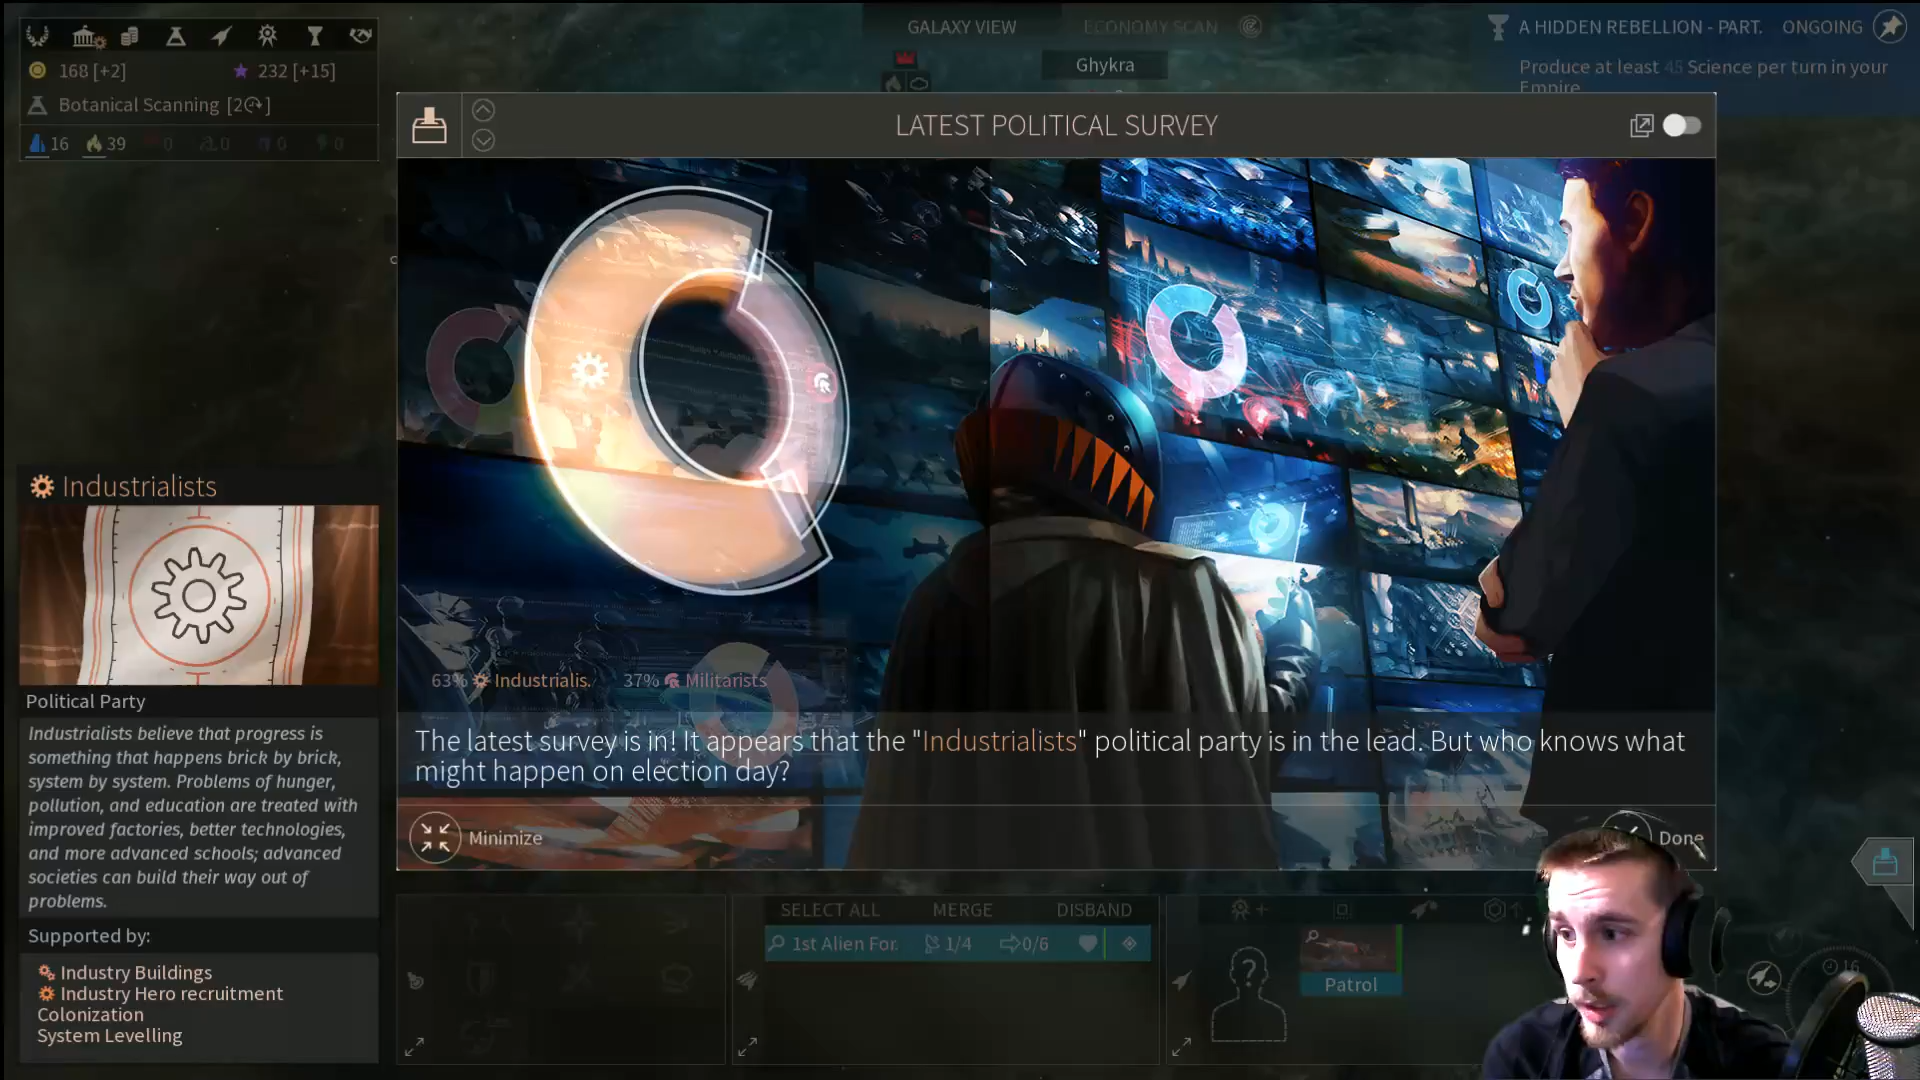 GALAXY VIEW
ECONOMY SCAN
A HIDDEN REBELLION - PART.
ONGOING
168 [+2]
232 [+15]
Ghykra
Produce at least 45 Science per turn in your
Empire
Botanical Scanning [2 ]
16
39
0
0
0
0
LATEST POLITICAL SURVEY
Industrialists
Political Party
Industrialists believe that progress is
something that happens brick by brick,
system by system. Problems of hunger,
pollution, and education are treated with
improved factories, better technologies,
and more advanced schools; advanced
societies can build their way out of
problems.
Supported by:
Industry Buildings
Industry Hero recruitment
Colonization
System Levelling
63% Industrialis.
37% Militarists
The latest survey is in! It appears that the "Industrialists" political party is in the lead. But who knows what
might happen on election day?
Minimize
Done
SELECT ALL
MERGE
DISBAND
1st Alien For.
1/4
0/6
Patrol
16